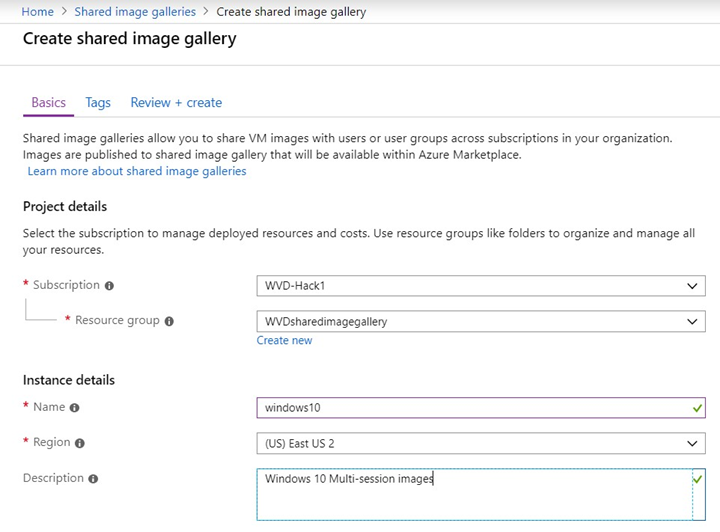 Home > Shared image galleries > Create shared image gallery
Create shared image gallery
Basics Tags Review + create
Shared image galleries allow you to share VM images with users or user groups across subscriptions in your organization.
Images are published to shared image gallery that will be available within Azure Marketplace.
Learn more about shared image galleries
Project details
Select the subscription to manage deployed resources and costs. Use resource groups like folders to organize and manage all
your resources.
* Subscription WVD-Hack1
* Resource group WVDsharedimagegallery
Create new
Instance details
* Name windows10
* Region (US) East US 2
Description Windows 10 Multi-session images